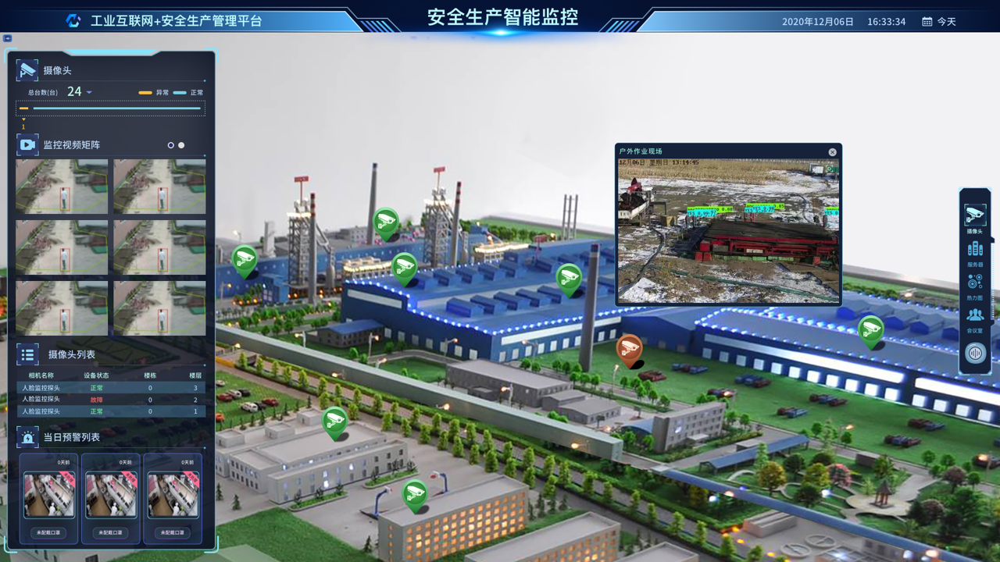 工业互联网+安全生产管理平台
安全生产智能监控
2020年12月06日 16:33:34 今天
摄像头
总台数(台) 24 异常 正常
1
监控视频矩阵
摄像头列表
相机名称 设备状态 楼栋 楼层
人脸监控探头 正常 0 3
人脸监控探头 故障 0 2
人脸监控探头 正常 0 1
当日预警列表
0天前 0天前 0天前
未配戴口罩 未配戴口罩 未配戴口罩
户外作业现场
12月06日 星期日 13:14:45
摄像头
服务器
热力图
会议室